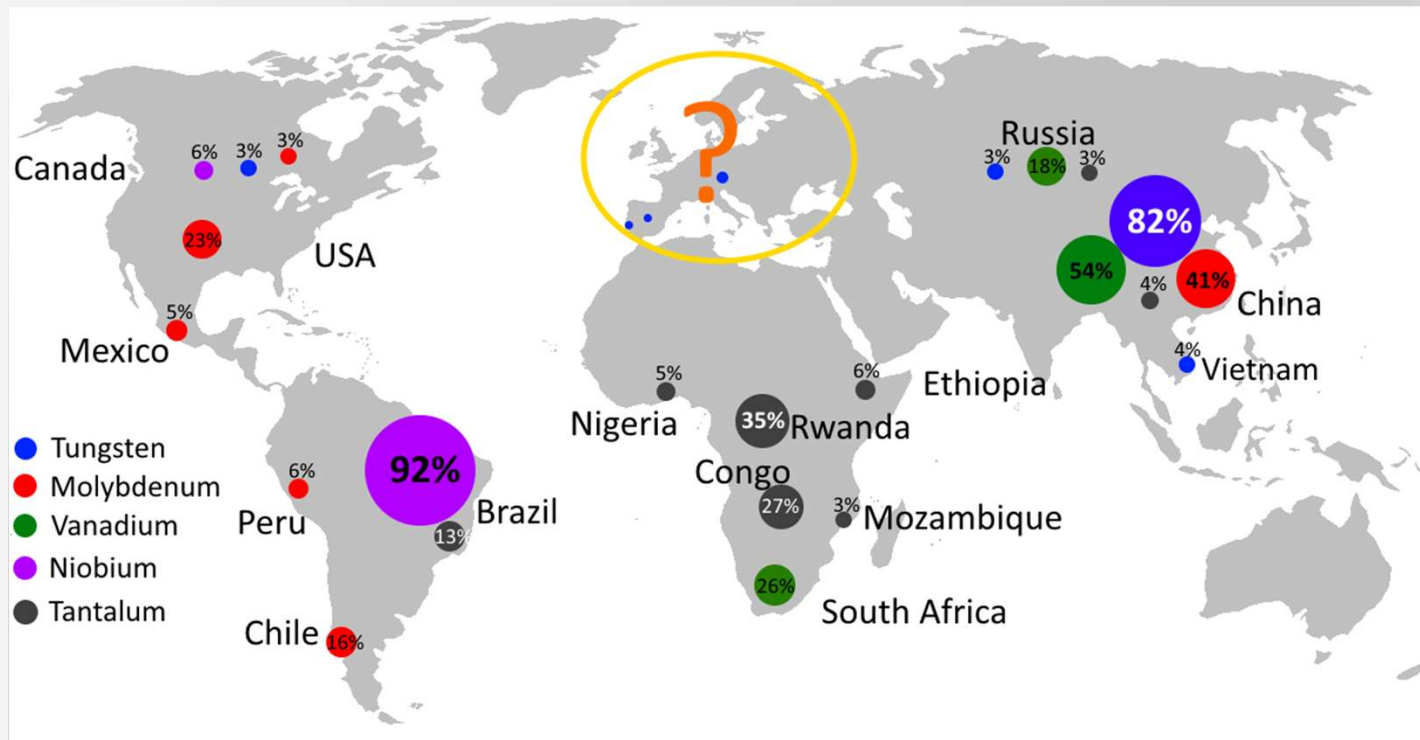 Canada
6%
3%
3%
23%
USA
5%
Mexico
Tungsten
Molybdenum
Vanadium
Niobium
Tantalum
6%
Peru
92%
Brazil
13%
Chile
16%
?
5%
Nigeria
6%
Ethiopia
35%
Rwanda
Congo
27%
3%
Mozambique
26%
South Africa
Russia
3%
18%
3%
82%
54%
4%
41%
China
4%
Vietnam